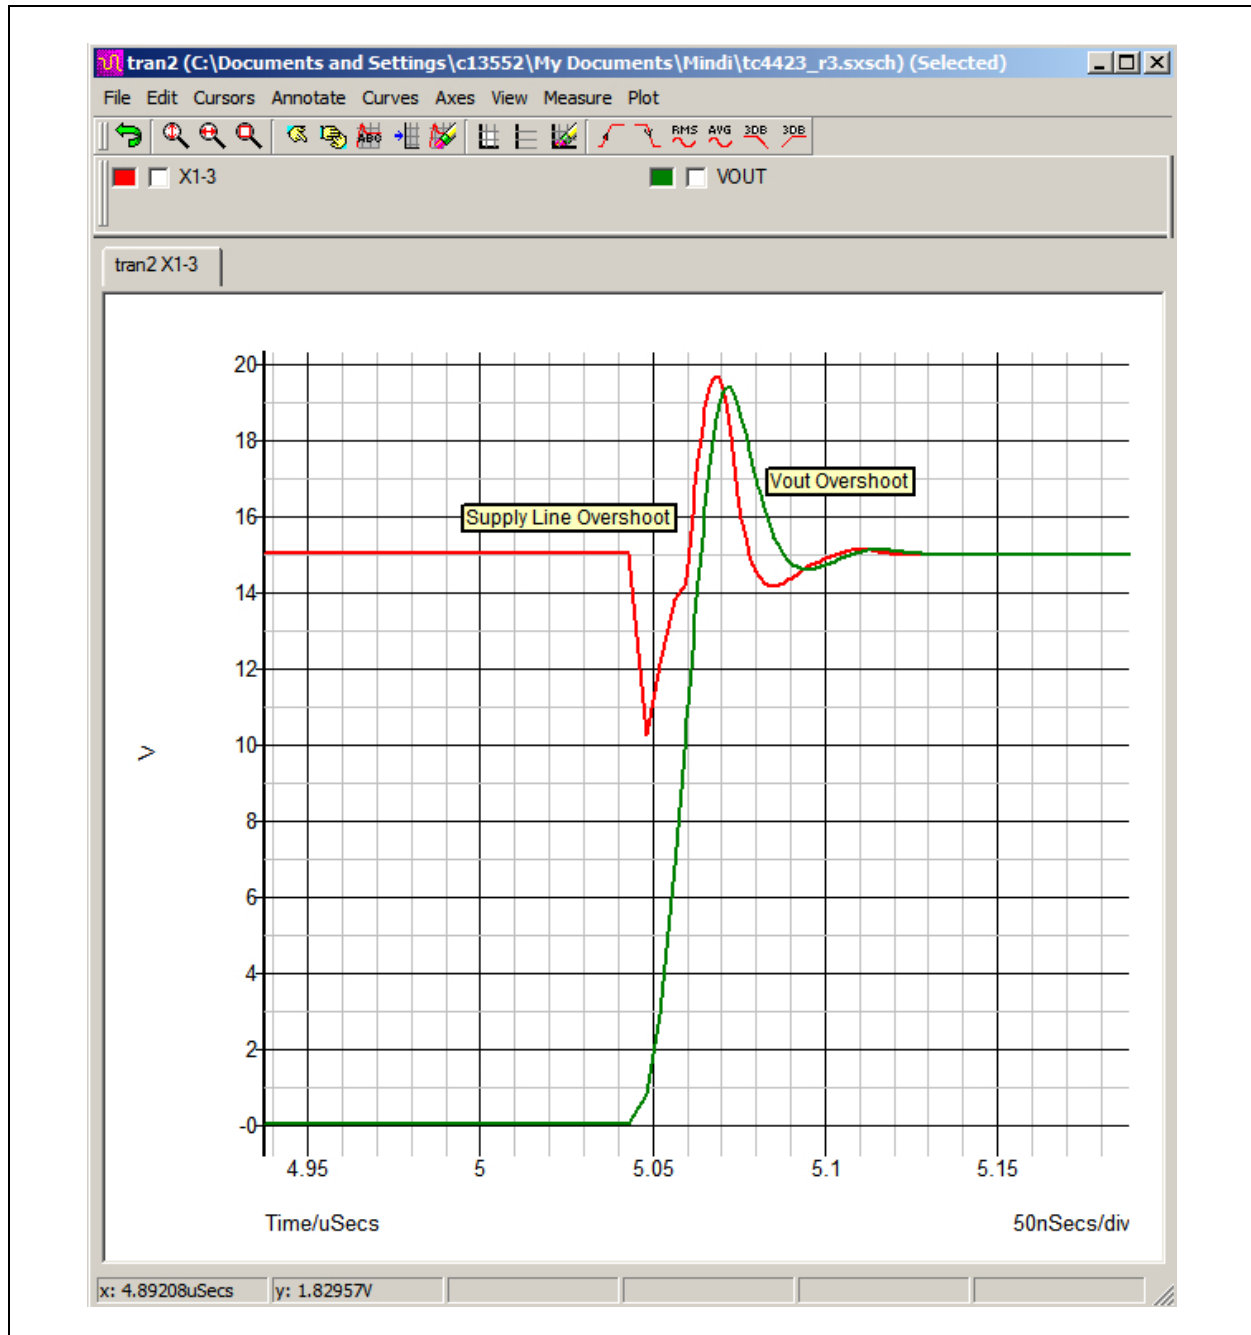 tran2 (C:\Documents and Settings\c13552\My Documents\Mindi\tc4423_r3.sxsch) (Selected)
File Edit Cursors Annotate Curves Axes View Measure Plot
ABC RMS AVG 3DB 3DB
X1-3 VOUT
tran2 X1-3
20
18
Vout Overshoot
16
Supply Line Overshoot
14
12
10
V
8
6
4
2
-0
4.95 5 5.05 5.1 5.15
Time/uSecs 50nSecs/div
x: 4.89208uSecs y: 1.82957V